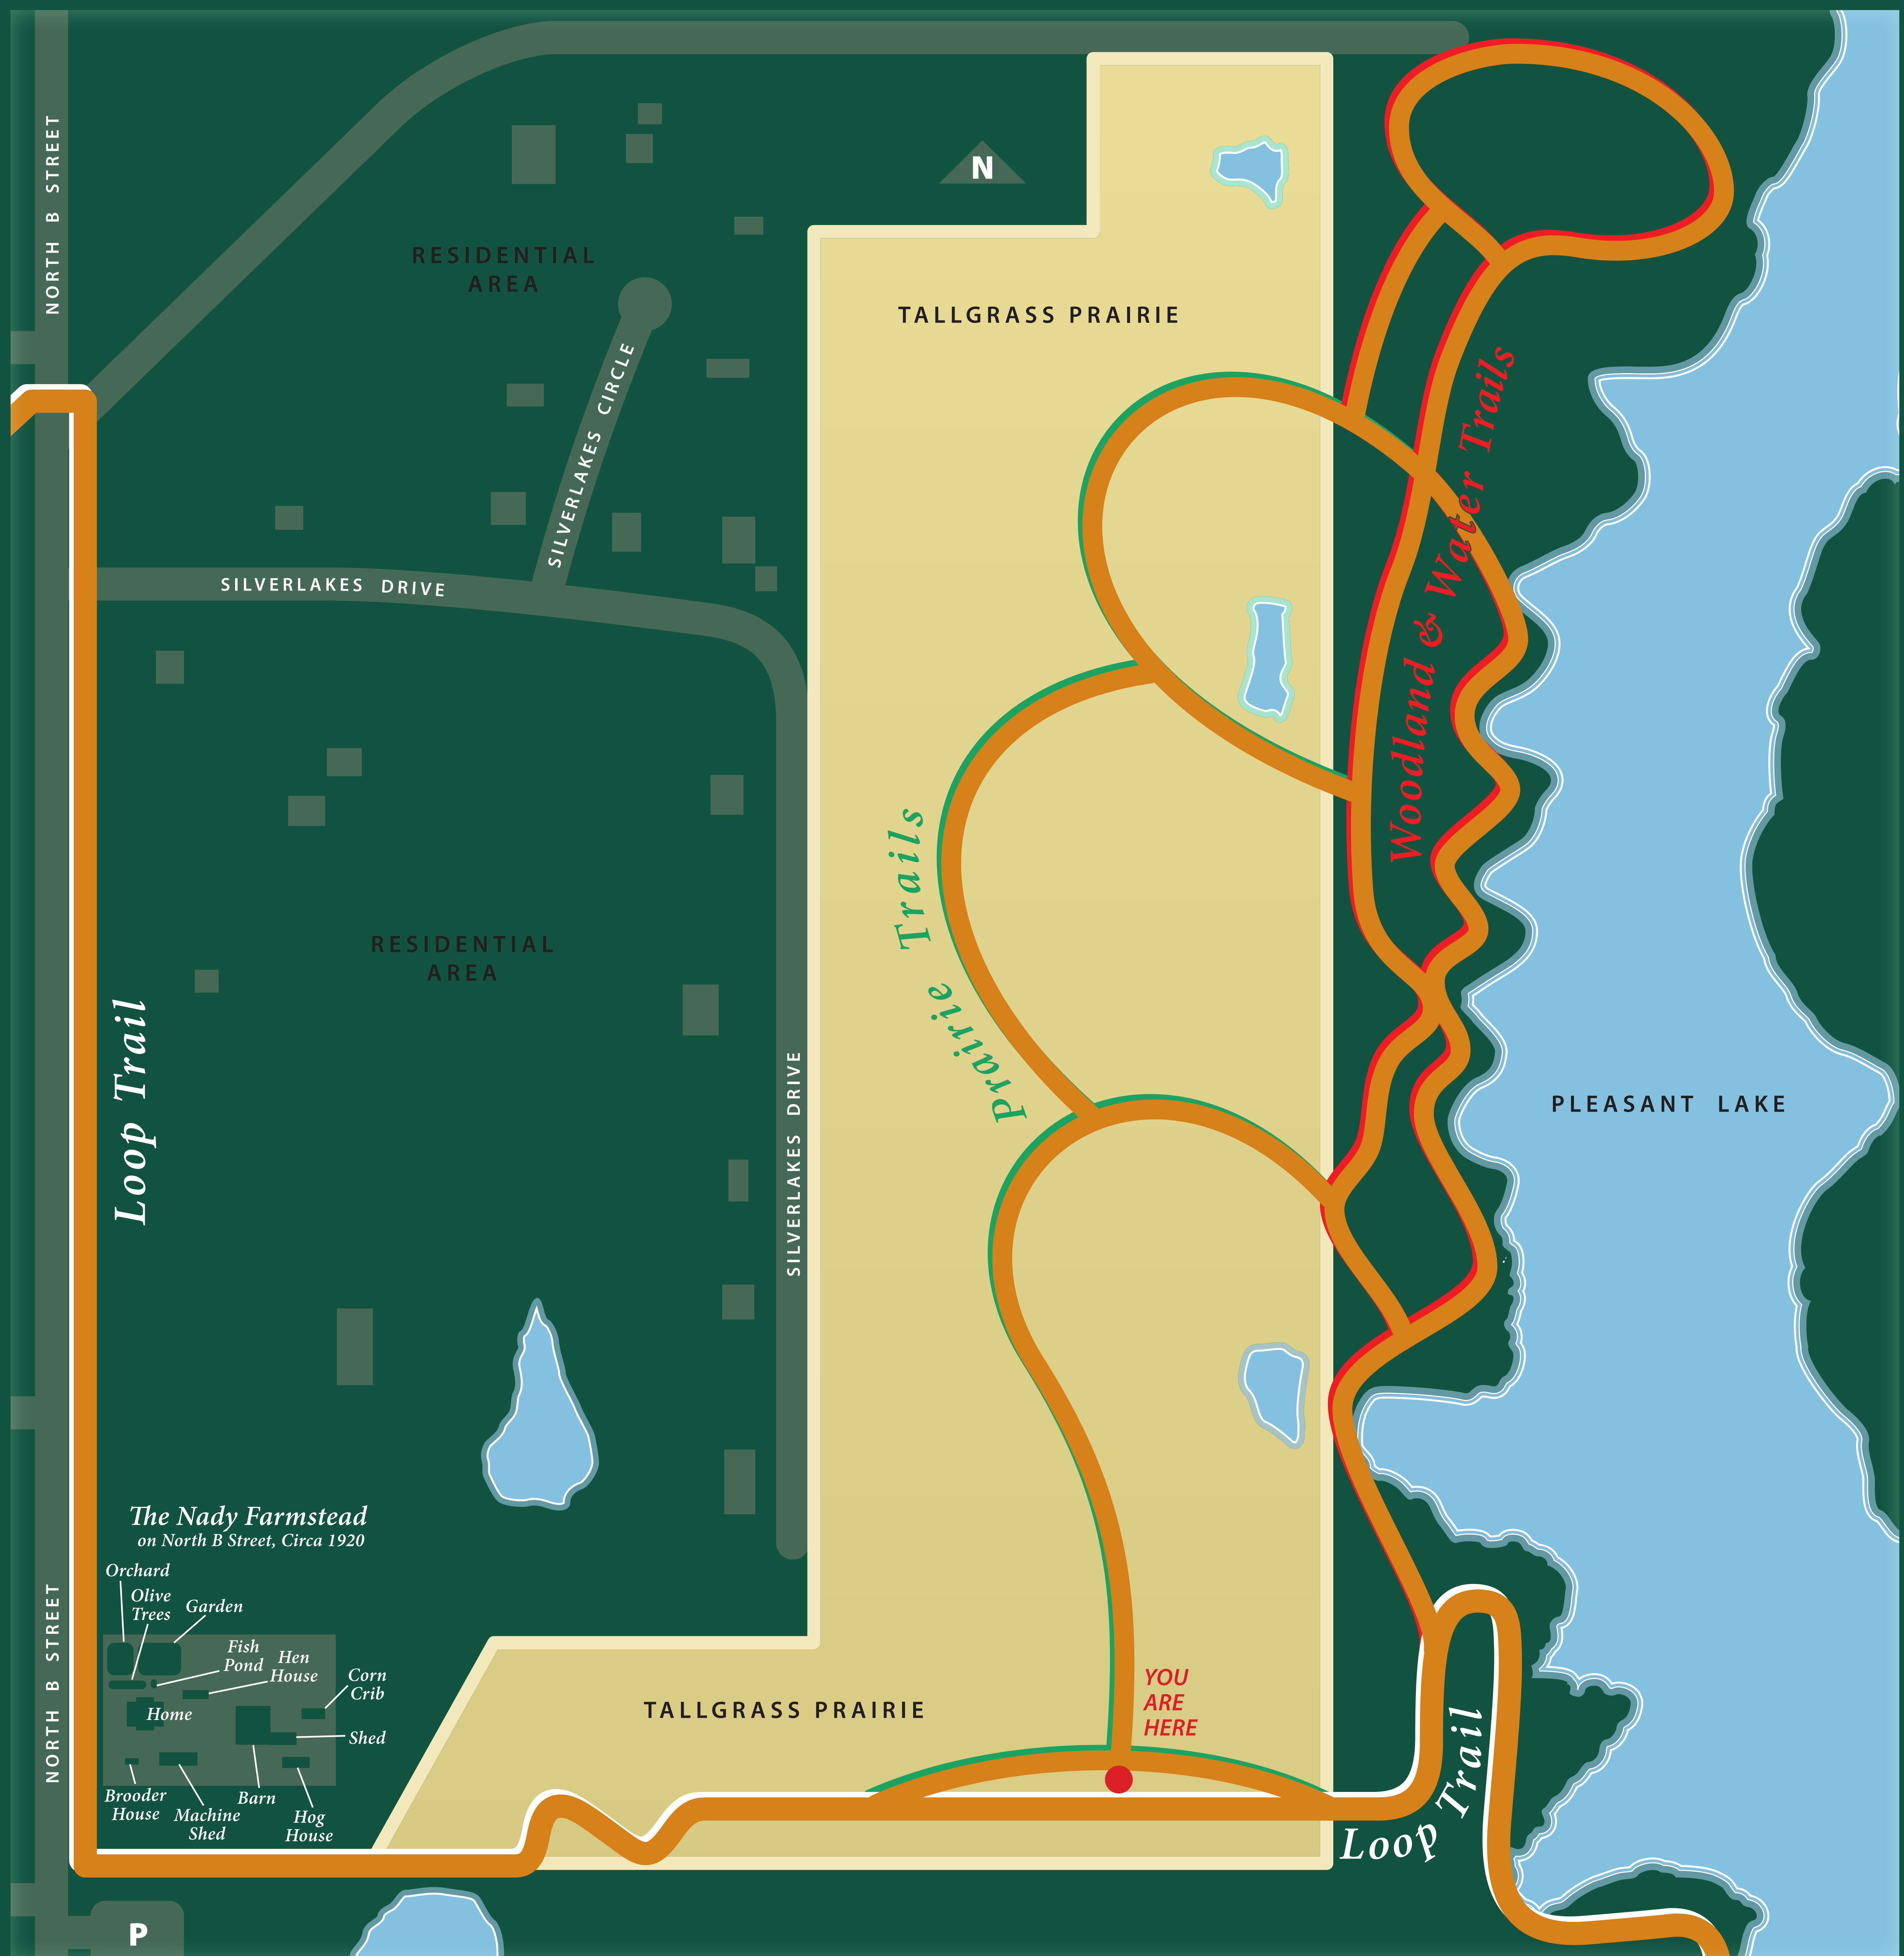 NORTH B STREET
N
RESIDENTIAL
AREA
TALLGRASS PRAIRIE
SILVERLAKES CIRCLE
SILVERLAKES DRIVE
Woodland & Water Trails
Prairie Trails
RESIDENTIAL
AREA
Loop Trail
SILVERLAKES DRIVE
PLEASANT LAKE
The Nady Farmstead
on North B Street, Circa 1920
Orchard
Olive
Trees
Garden
Fish
Pond
Hen
House
Corn
Crib
Home
Shed
Brooder
House
Machine
Shed
Barn
Hog
House
NORTH B STREET
TALLGRASS PRAIRIE
YOU
ARE
HERE
Loop Trail
P